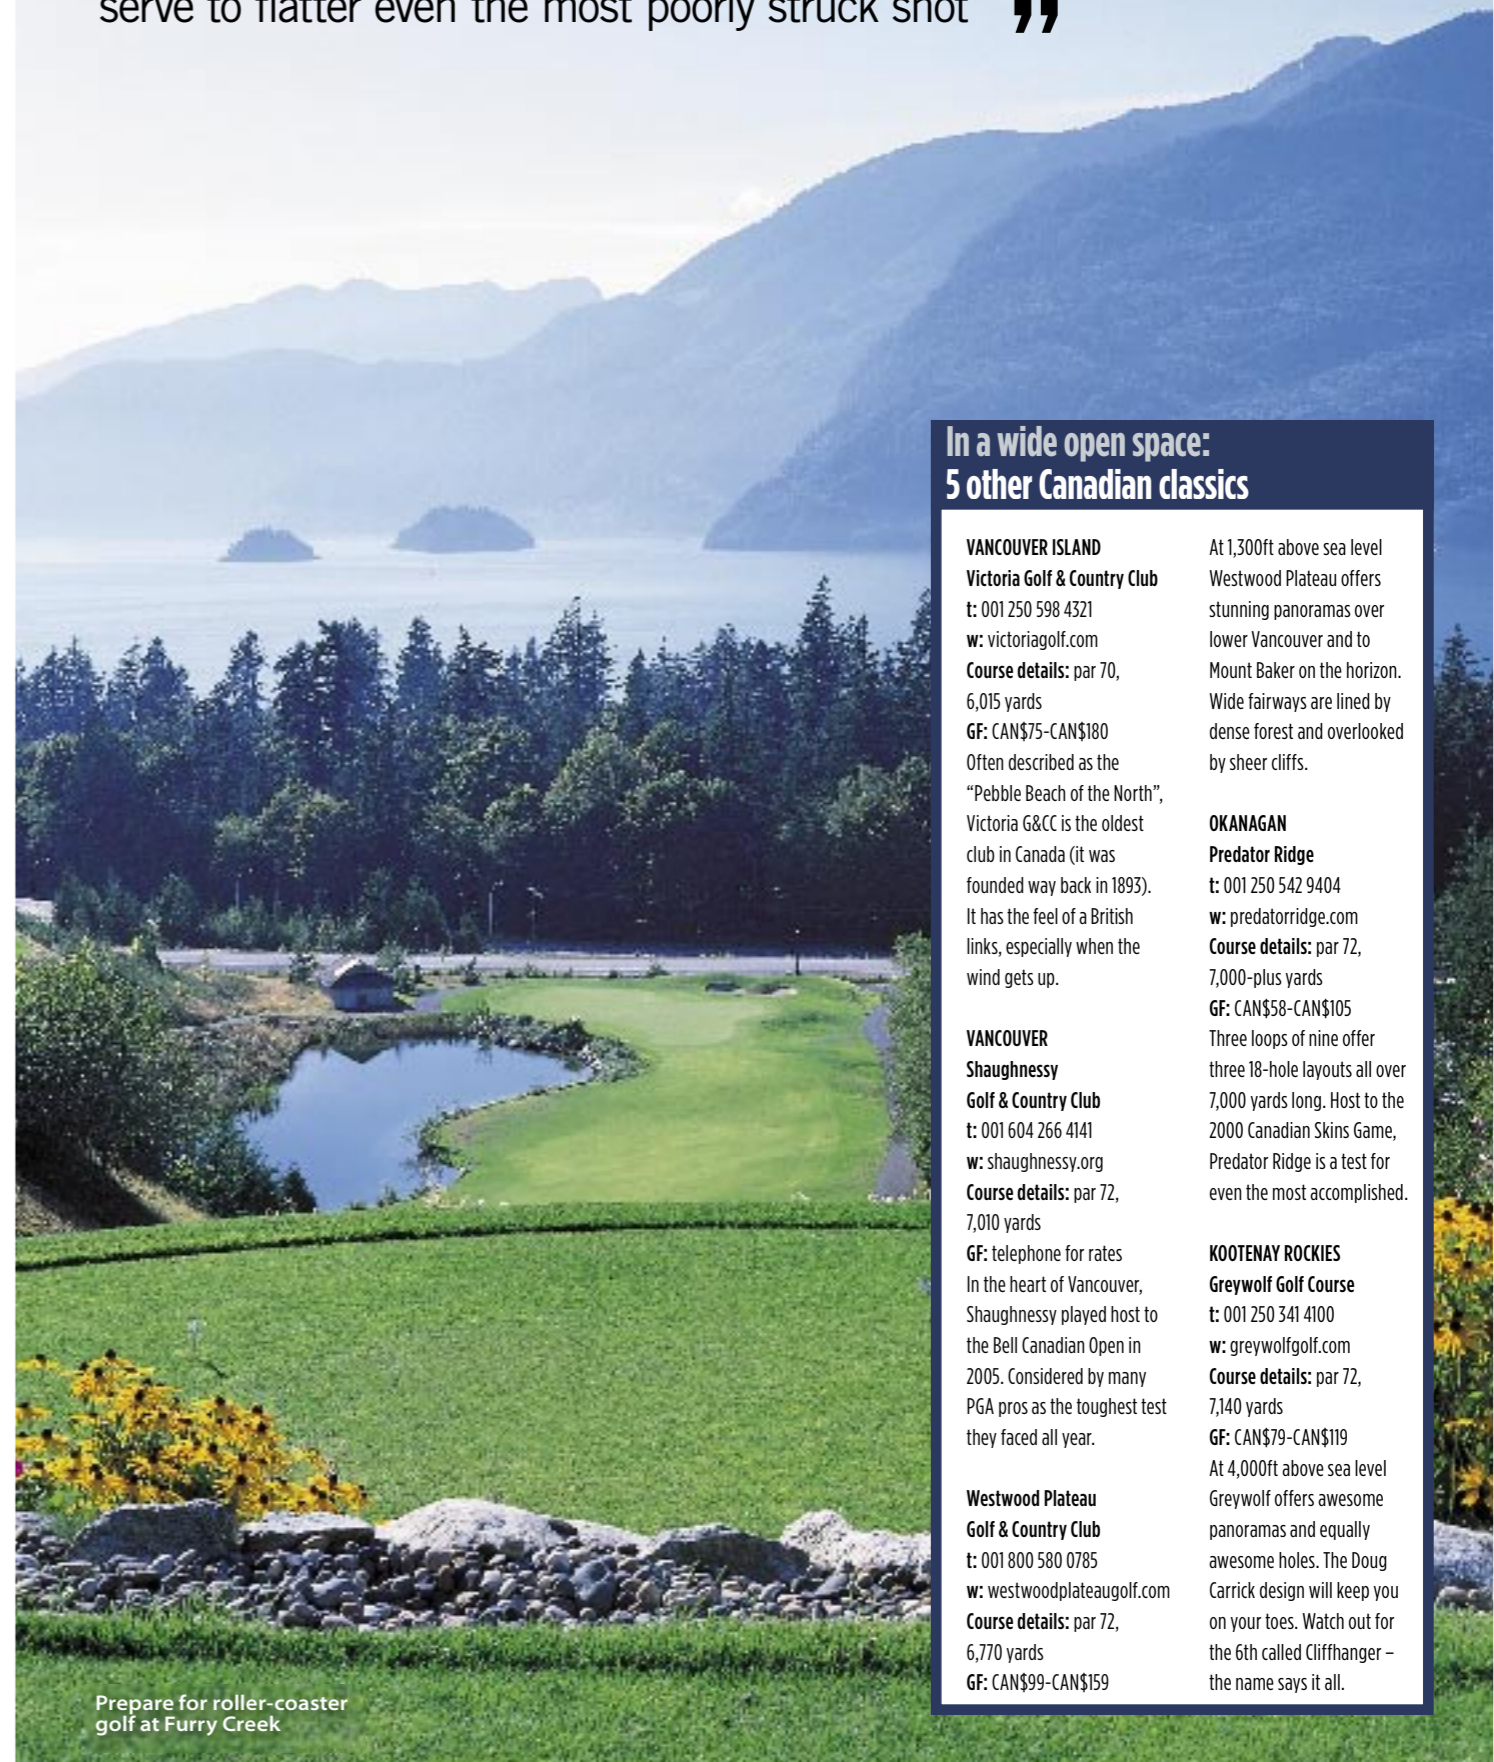 serve to flatter even the most poorly struck shot ”
In a wide open space:
5 other Canadian classics
VANCOUVER ISLAND
Victoria Golf & Country Club
t: 001 250 598 4321
w: victoriagolf.com
Course details: par 70,
6,015 yards
GF: CAN$75-CAN$180
Often described as the
“Pebble Beach of the North”,
Victoria G&CC is the oldest
club in Canada (it was
founded way back in 1893).
It has the feel of a British
links, especially when the
wind gets up.
VANCOUVER
Shaughnessy
Golf & Country Club
t: 001 604 266 4141
w: shaughnessy.org
Course details: par 72,
7,010 yards
GF: telephone for rates
In the heart of Vancouver,
Shaughnessy played host to
the Bell Canadian Open in
2005. Considered by many
PGA pros as the toughest test
they faced all year.
Westwood Plateau
Golf & Country Club
t: 001 800 580 0785
w: westwoodplateaugolf.com
Course details: par 72,
6,770 yards
GF: CAN$99-CAN$159
At 1,300ft above sea level
Westwood Plateau offers
stunning panoramas over
lower Vancouver and to
Mount Baker on the horizon.
Wide fairways are lined by
dense forest and overlooked
by sheer cliffs.
OKANAGAN
Predator Ridge
t: 001 250 542 9404
w: predatorridge.com
Course details: par 72,
7,000-plus yards
GF: CAN$58-CAN$105
Three loops of nine offer
three 18-hole layouts all over
7,000 yards long. Host to the
2000 Canadian Skins Game,
Predator Ridge is a test for
even the most accomplished.
KOOTENAY ROCKIES
Greywolf Golf Course
t: 001 250 341 4100
w: greywolfgolf.com
Course details: par 72,
7,140 yards
GF: CAN$79-CAN$119
At 4,000ft above sea level
Greywolf offers awesome
panoramas and equally
awesome holes. The Doug
Carrick design will keep you
on your toes. Watch out for
the 6th called Cliffhanger –
the name says it all.
Prepare for roller-coaster
golf at Furry Creek